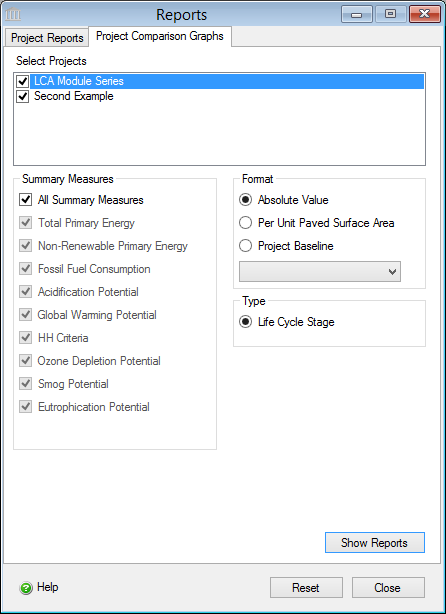 Reports
Project Reports
Project Comparison Graphs
Select Projects
LCA Module Series
Second Example
Summary Measures
All Summary Measures
Total Primary Energy
Non-Renewable Primary Energy
Fossil Fuel Consumption
Acidification Potential
Global Warming Potential
HH Criteria
Ozone Depletion Potential
Smog Potential
Eutrophication Potential
Format
Absolute Value
Per Unit Paved Surface Area
Project Baseline
Type
Life Cycle Stage
Show Reports
Help
Reset
Close